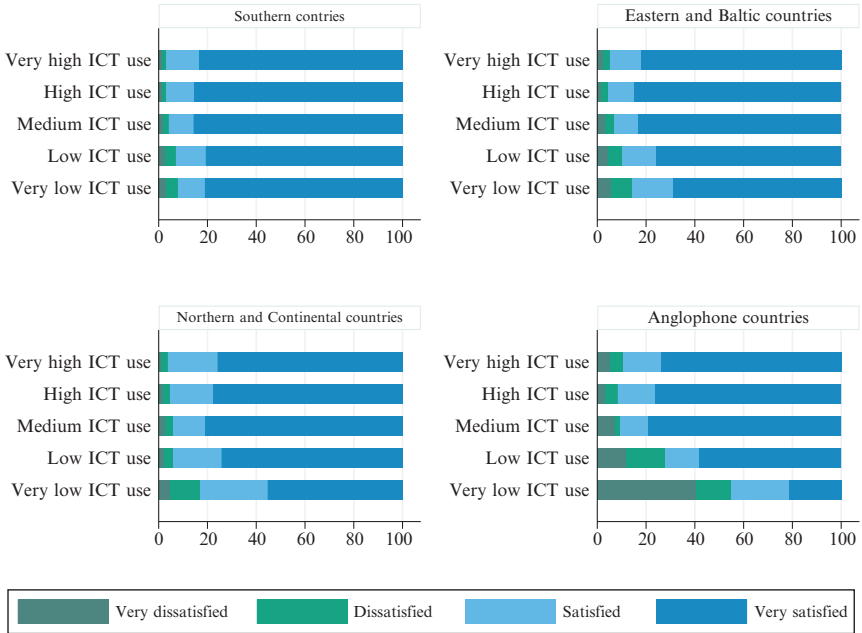 Southern contries
Very high ICT use
High ICT use
Medium ICT use
Low ICT use
Very low ICT use
0 20 40 60 80 100
Eastern and Baltic countries
Very high ICT use
High ICT use
Medium ICT use
Low ICT use
Very low ICT use
0 20 40 60 80 100
Northern and Continental countries
Very high ICT use
High ICT use
Medium ICT use
Low ICT use
Very low ICT use
0 20 40 60 80 100
Anglophone countries
Very high ICT use
High ICT use
Medium ICT use
Low ICT use
Very low ICT use
0 20 40 60 80 100
Very dissatisfied Dissatisfied Satisfied Very satisfied